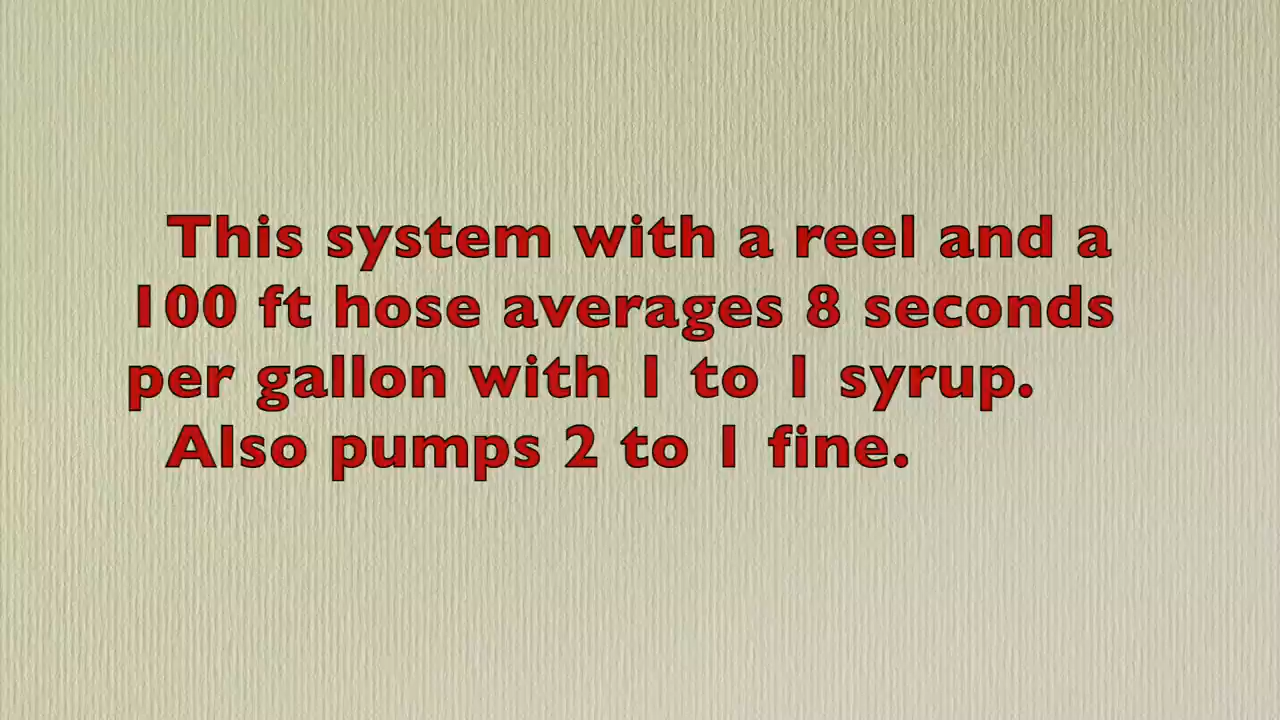 This system with a reel and a
100 ft hose averages 8 seconds
per gallon with 1 to 1 syrup.
Also pumps 2 to 1 fine.